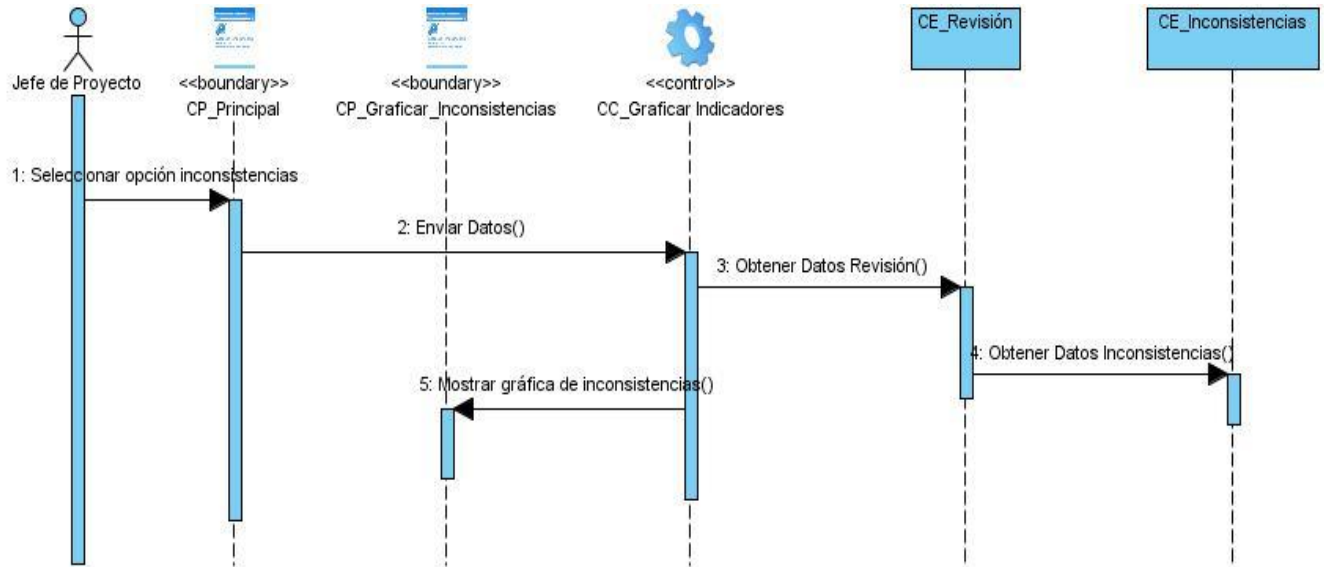 CE_Revisión
CE_Inconsistencias
Jefe de Proyecto
<<boundary>>
CP_Principal
<<boundary>>
CP_Graficar_Inconsistencias
<<control>>
CC_Graficar Indicadores
1: Seleccionar opción inconsistencias
2: Enviar Datos()
3: Obtener Datos Revisión()
4: Obtener Datos Inconsistencias()
5: Mostrar gráfica de inconsistencias()